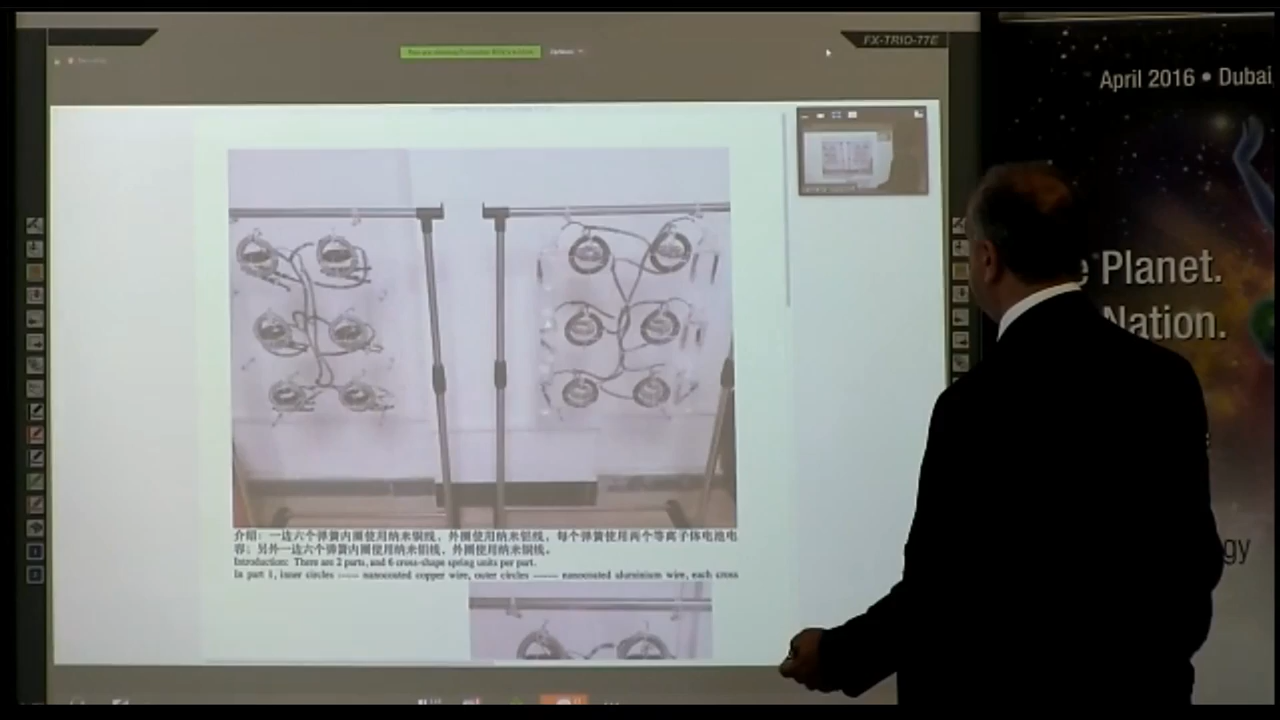 FX-TRIO-77E
April 2016 • Dubai
Planet.
Nation.
gy
介绍：一边六个弹簧内圈使用纳米铜线，外圈使用纳米铝线，每个弹簧使用两个等离子体电池电
容；另外一边六个弹簧内圈使用纳米铝线，外圈使用纳米铜线。
Introduction: There are 2 parts, and 6 cross-shape spring units per part.
In part 1, inner circles —— nanocoated copper wire, outer circles —— nanocoated aluminium wire, each cross